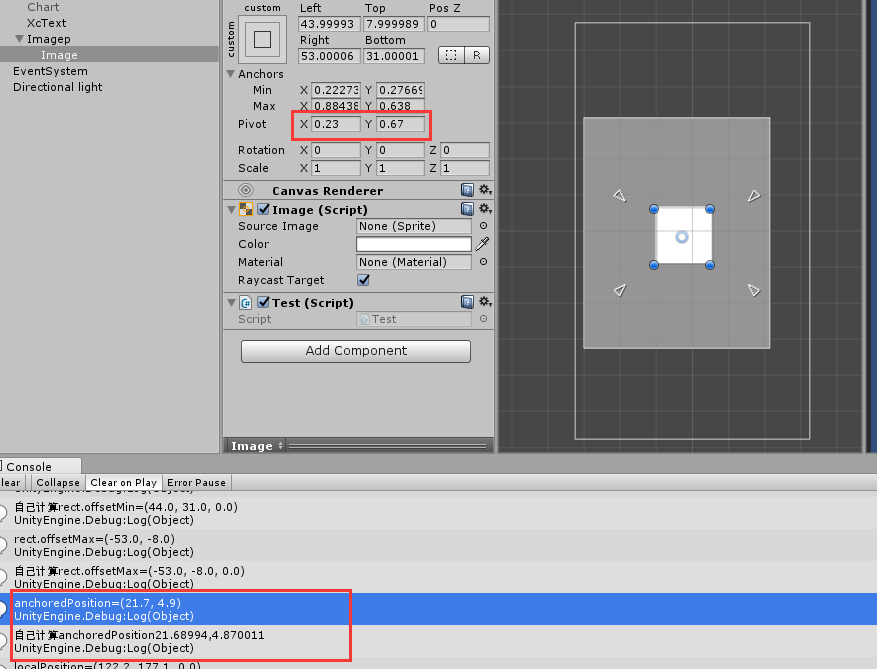 Chart
XcText
Imagep
Image
EventSystem
Directional light
custom Left Top Pos Z
custom
43.99993 7.999989 0
Right Bottom
53.00006 31.00001 R
Anchors
Min X 0.22273 Y 0.27669
Max X 0.88438 Y 0.638
Pivot X 0.23 Y 0.67
Rotation X 0 Y 0 Z 0
Scale X 1 Y 1 Z 1
Canvas Renderer
Image (Script)
Source Image None (Sprite)
Color
Material None (Material)
Raycast Target
Test (Script)
Script Test
Add Component
Image
Console
lear Collapse Clear on Play Error Pause
UnityEngine.Debug:Log(Object)
自己计算rect.offsetMin=(44.0, 31.0, 0.0)
UnityEngine.Debug:Log(Object)
rect.offsetMax=(-53.0, -8.0)
UnityEngine.Debug:Log(Object)
自己计算rect.offsetMax=(-53.0, -8.0, 0.0)
UnityEngine.Debug:Log(Object)
anchoredPosition=(21.7, 4.9)
UnityEngine.Debug:Log(Object)
自己计算anchoredPosition21.68994,4.870011
UnityEngine.Debug:Log(Object)
localPosition=(122.2, 177.1, 0.0)